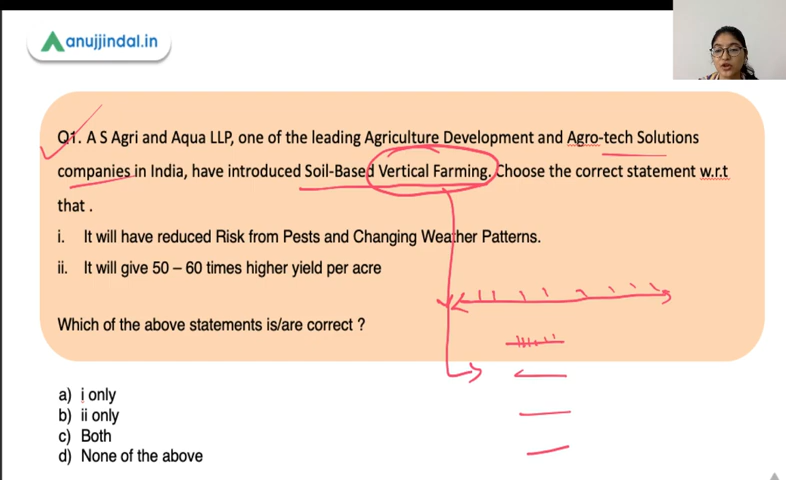 anujjindal.in
Q1. A S Agri and Aqua LLP, one of the leading Agriculture Development and Agro-tech Solutions
companies in India, have introduced Soil-Based Vertical Farming. Choose the correct statement w.r.t
that .
i. It will have reduced Risk from Pests and Changing Weather Patterns.
ii. It will give 50 – 60 times higher yield per acre
Which of the above statements is/are correct ?
a) i only
b) ii only
c) Both
d) None of the above